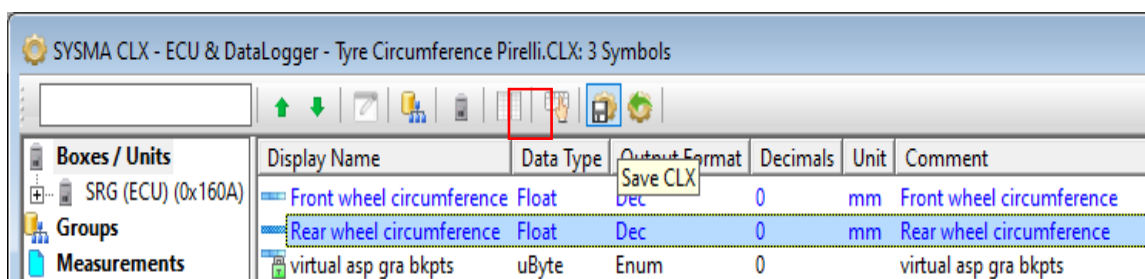 SYSMA CLX - ECU & DataLogger - Tyre Circumference Pirelli.CLX: 3 Symbols
Boxes / Units
SRG (ECU) (0x160A)
Groups
Measurements
Display Name Data Type Output Format Decimals Unit Comment
Save CLX
Front wheel circumference Float Dec 0 mm Front wheel circumference
Rear wheel circumference Float Dec 0 mm Rear wheel circumference
virtual asp gra bkpts uByte Enum 0 virtual asp gra bkpts